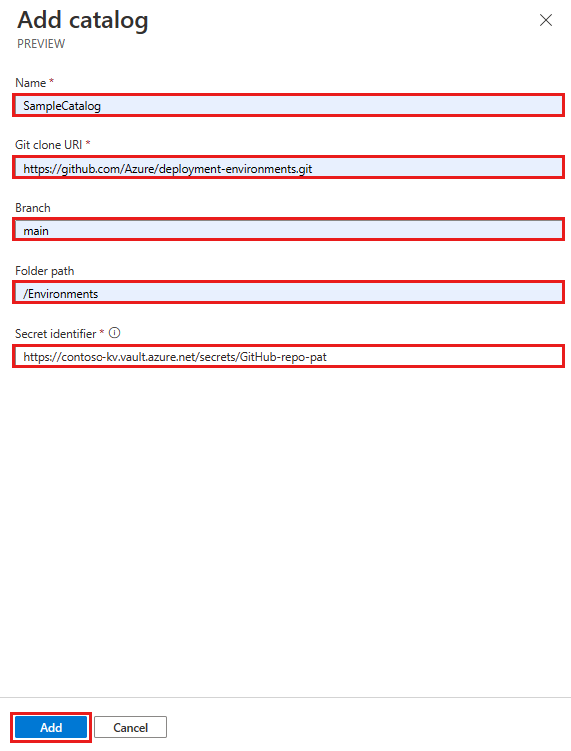 Add catalog
PREVIEW
Name *
SampleCatalog
Git clone URI *
https://github.com/Azure/deployment-environments.git
Branch
main
Folder path
/Environments
Secret identifier *
https://contoso-kv.vault.azure.net/secrets/GitHub-repo-pat
Add Cancel